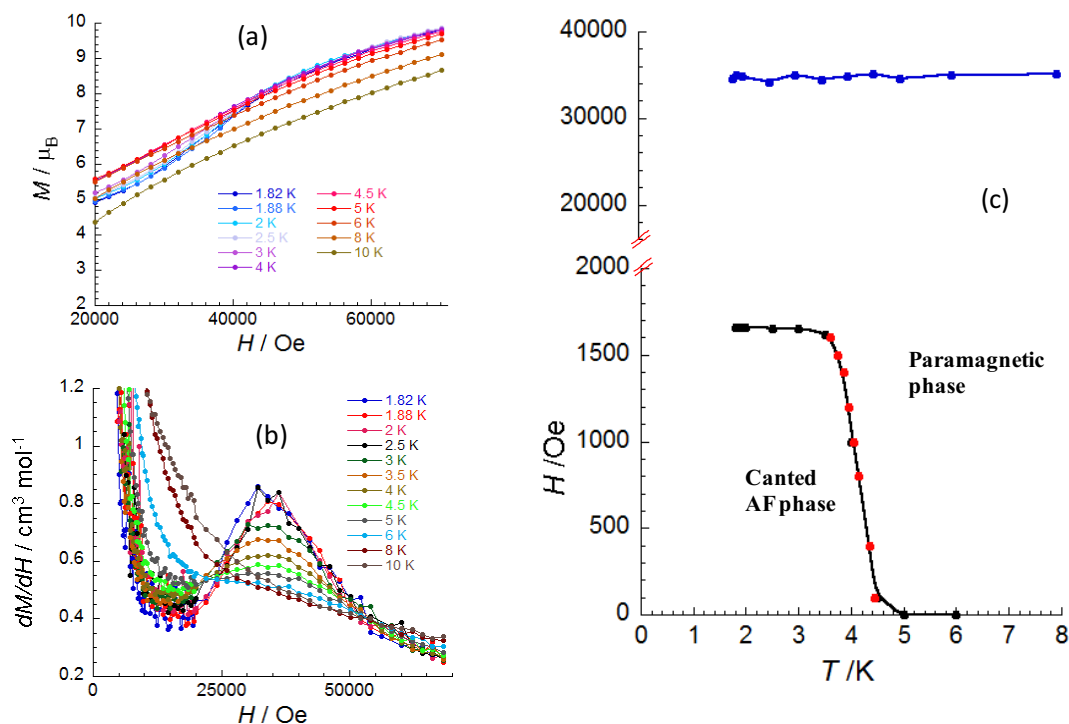 (a)
10
9
8
7
6
5
4
3
2
M / μB
1.82 K
1.88 K
2 K
2.5 K
3 K
4 K
4.5 K
5 K
6 K
8 K
10 K
20000 40000 60000
H / Oe
(b)
1.2
1.0
0.8
0.6
0.4
0.2
dM/dH / cm³ mol⁻¹
1.82 K
1.88 K
2 K
2.5 K
3 K
3.5 K
4 K
4.5 K
5 K
6 K
8 K
10 K
0 25000 50000
H / Oe
(c)
40000
30000
20000
2000
1500
1000
500
0
H /Oe
Paramagnetic
phase
Canted
AF phase
0 1 2 3 4 5 6 7 8
T /K